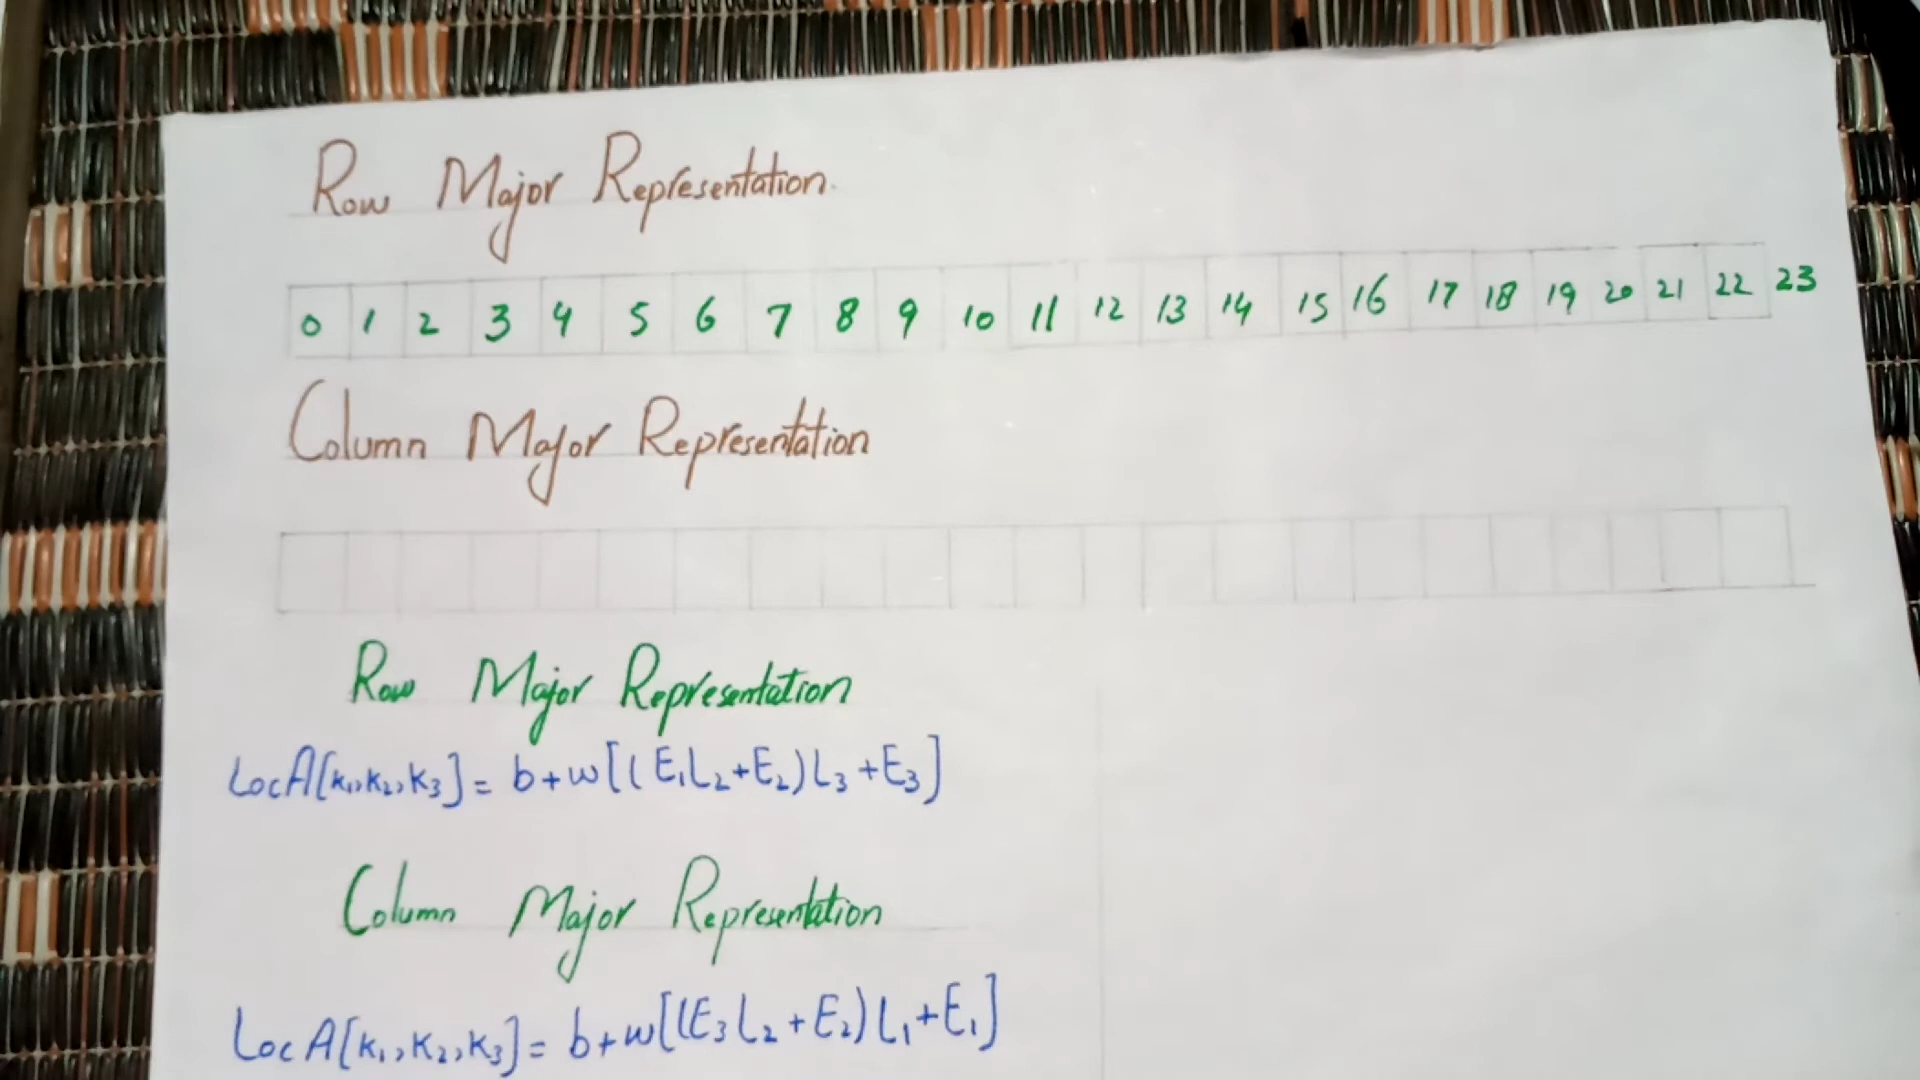 Row Major Representation.
0 1 2 3 4 5 6 7 8 9 10 11 12 13 14 15 16 17 18 19 20 21 22 23
Column Major Representation
Row Major Representation
LocA[K₁,K₂,K₃] = b+w[(E₁L₂+E₂)L₃+E₃]
Column Major Representation
LocA[K₁,K₂,K₃] = b+w[(E₃L₂+E₂)L₁+E₁]